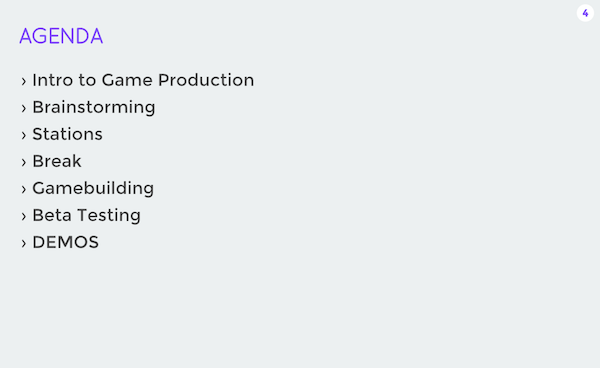 4
AGENDA
› Intro to Game Production
› Brainstorming
› Stations
› Break
› Gamebuilding
› Beta Testing
› DEMOS